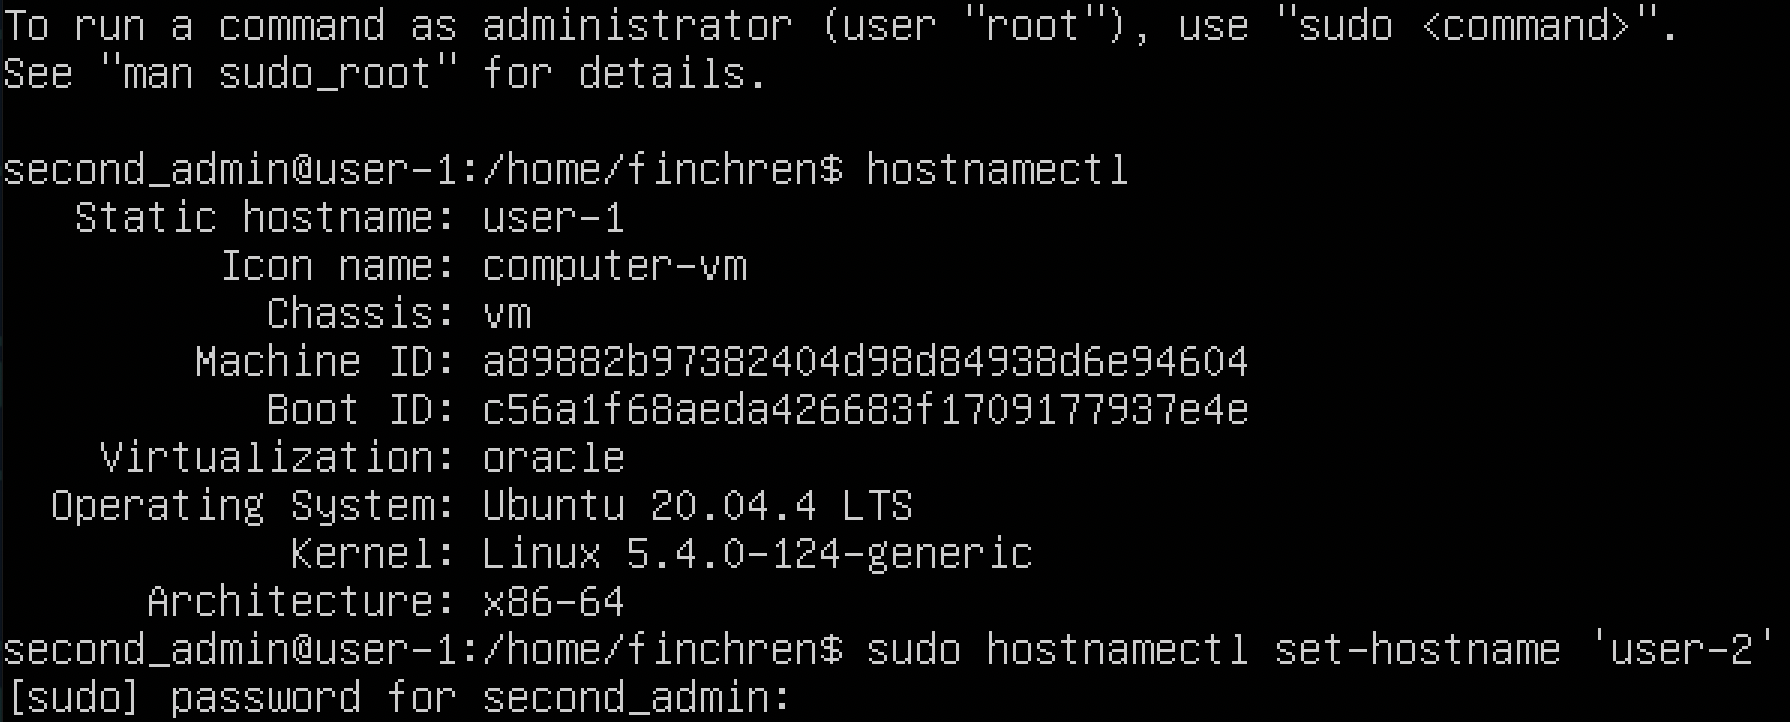 To run a command as administrator (user "root"), use "sudo <command>".
See "man sudo_root" for details.
second_admin@user-1:/home/finchren$ hostnamectl
Static hostname: user-1
Icon name: computer-vm
Chassis: vm
Machine ID: a89882b97382404d98d84938d6e94604
Boot ID: c56a1f68aeda426683f1709177937e4e
Virtualization: oracle
Operating System: Ubuntu 20.04.4 LTS
Kernel: Linux 5.4.0-124-generic
Architecture: x86-64
second_admin@user-1:/home/finchren$ sudo hostnamectl set-hostname 'user-2'
[sudo] password for second_admin: